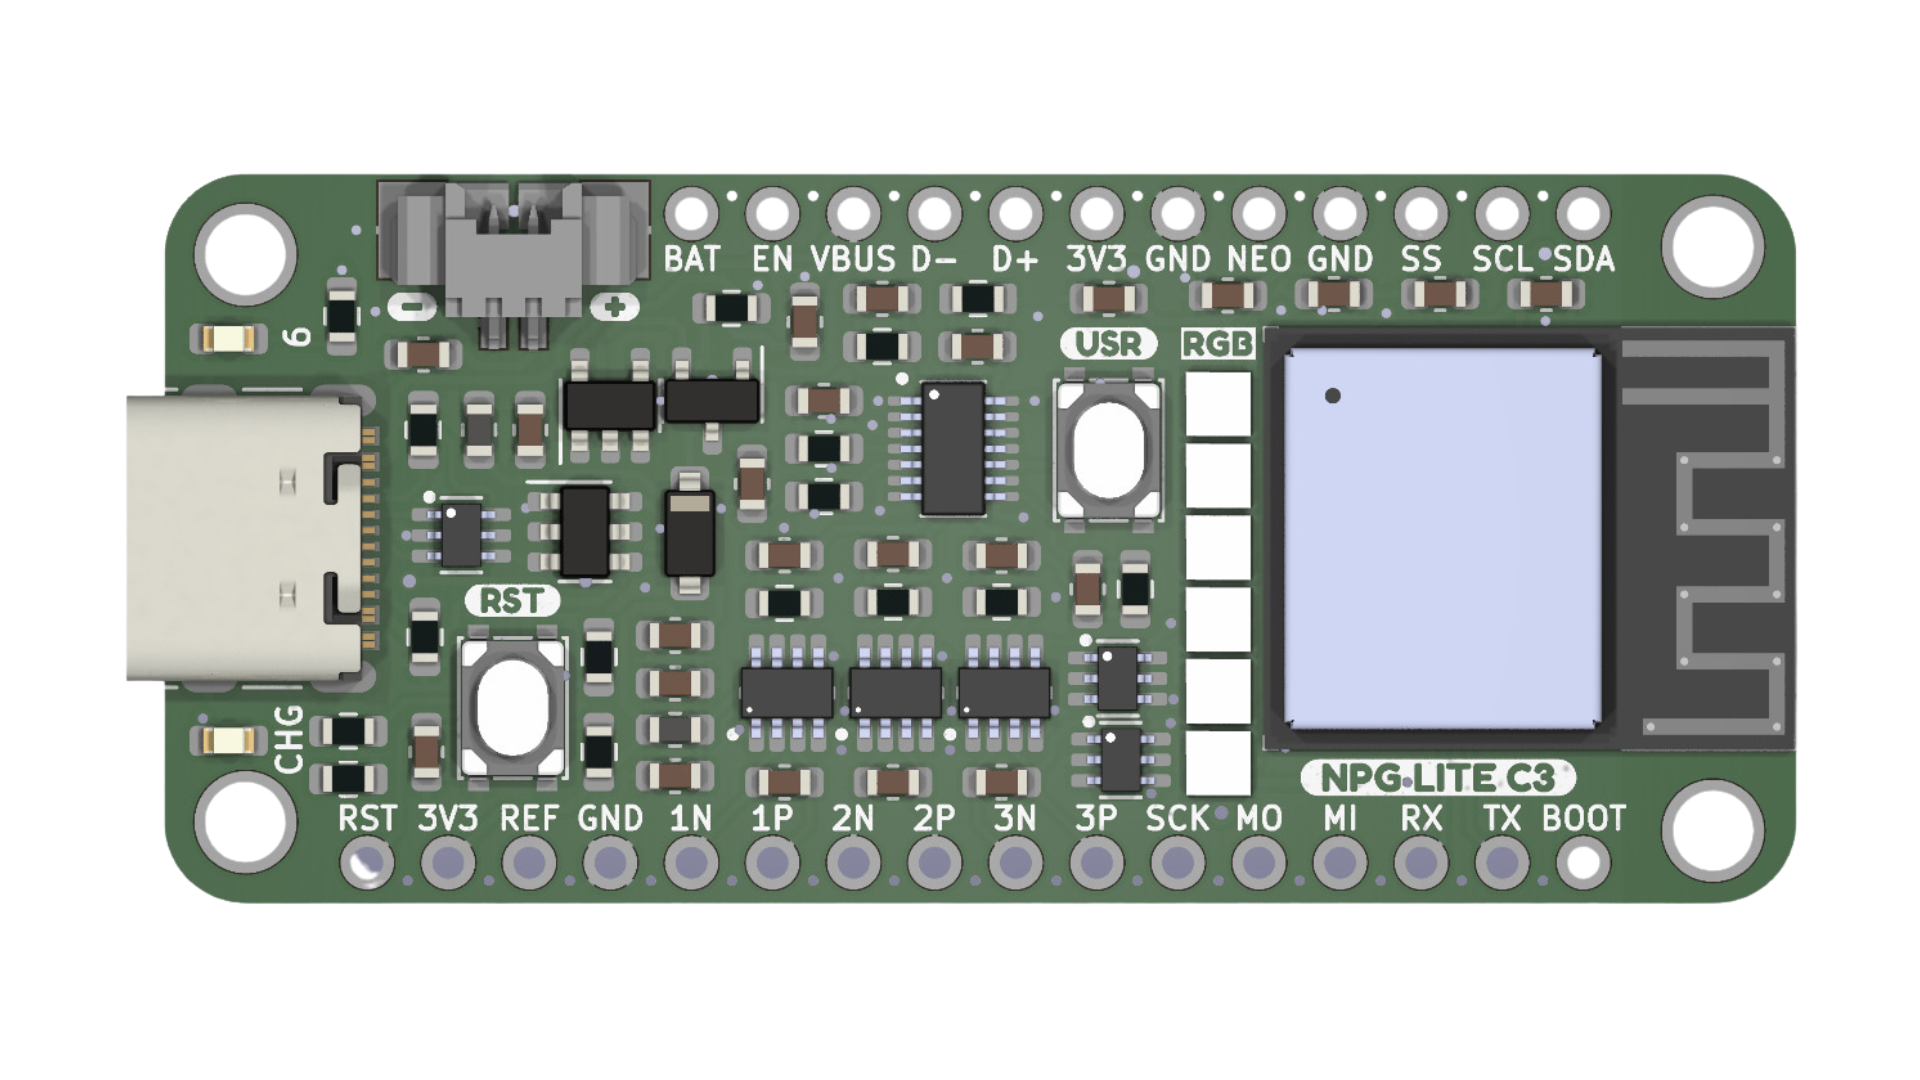 BAT EN VBUS D- D+ 3V3 GND NEO GND SS SCL SDA
- +
6
USR RGB
RST
CHG
NPG LITE C3
RST 3V3 REF GND 1N 1P 2N 2P 3N 3P SCK MO MI RX TX BOOT